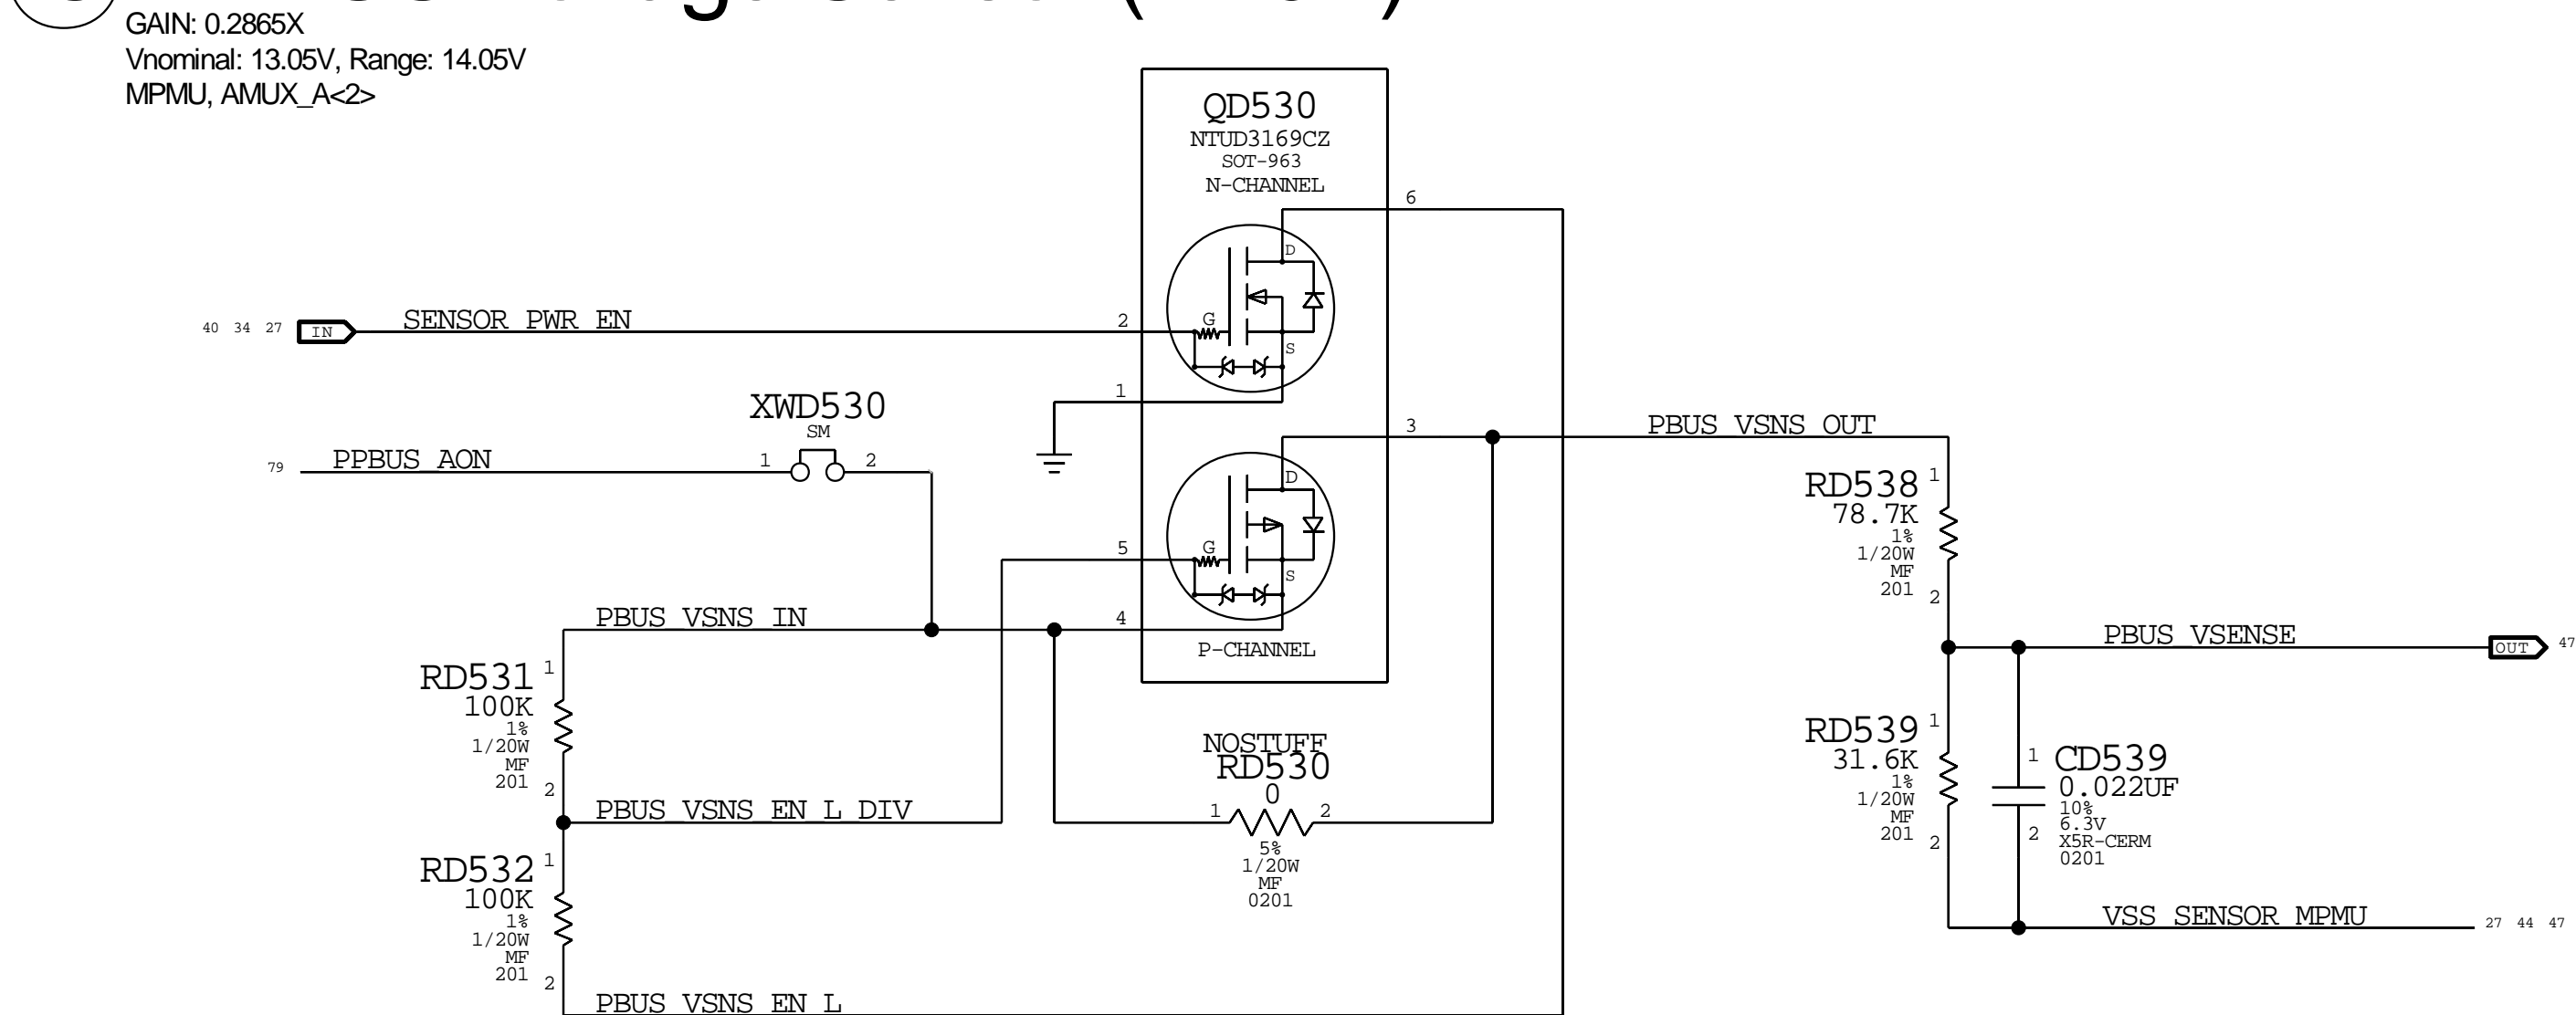 GAIN: 0.2865X
Vnominal: 13.05V, Range: 14.05V
MPMU, AMUX_A<2>
QD530
NTUD3169CZ
SOT-963
N-CHANNEL
6
D
40 34 27
IN
SENSOR_PWR_EN
2
G
S
1
XWD530
SM
79
PPBUS_AON
1
2
3
PBUS_VSNS_OUT
D
5
G
S
4
P-CHANNEL
PBUS_VSNS_IN
RD538
78.7K
1%
1/20W
MF
201
1
2
PBUS_VSENSE
OUT
47
RD531
100K
1%
1/20W
MF
201
1
2
PBUS_VSNS_EN_L_DIV
NOSTUFF
RD530
0
1
2
5%
1/20W
MF
0201
RD539
31.6K
1%
1/20W
MF
201
1
2
1
2
CD539
0.022UF
10%
6.3V
X5R-CERM
0201
RD532
100K
1%
1/20W
MF
201
1
2
VSS_SENSOR_MPMU
27 44 47
PBUS_VSNS_EN_L